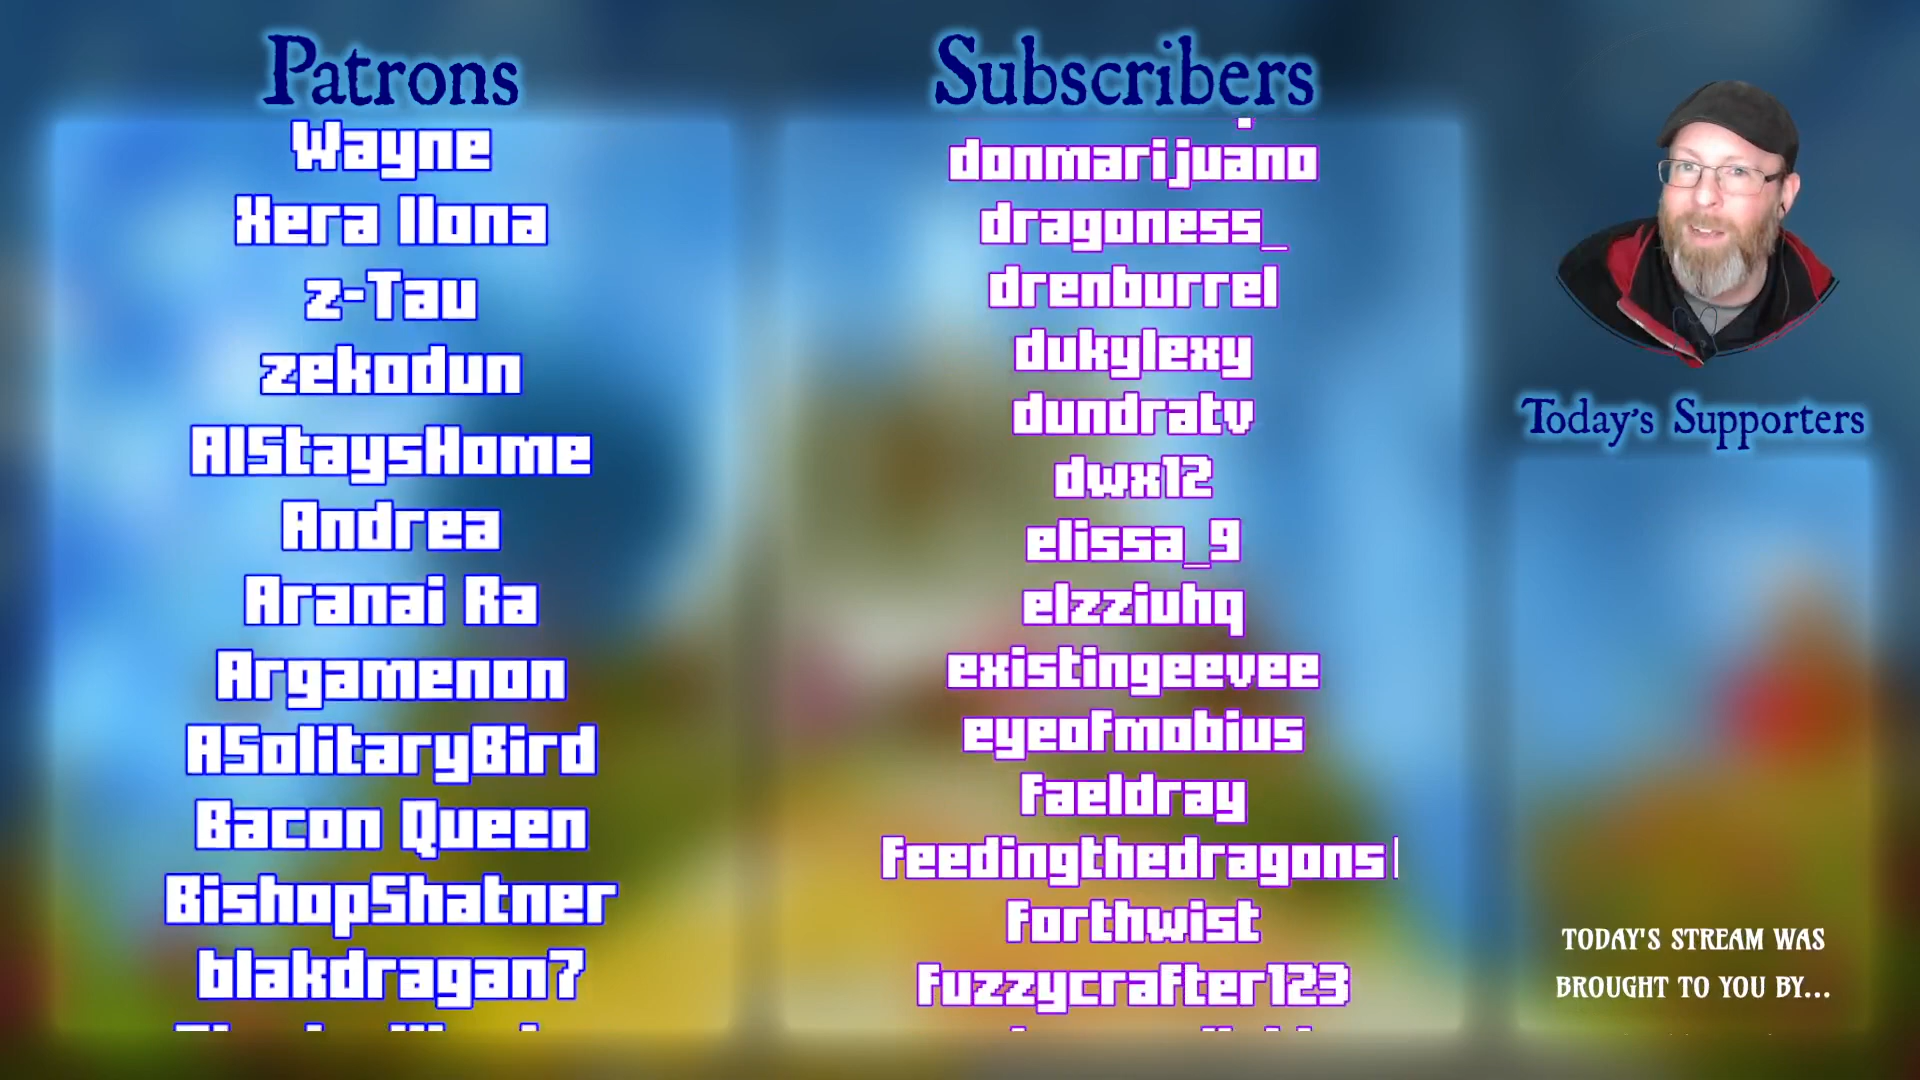 Patrons
Wayne
Xera Ilona
z-Tau
zekodun
AlStaysHome
Andrea
Aranai Ra
Argamenon
ASolitaryBird
Bacon Queen
BishopShatner
blakdragan7
Subscribers
donmarijuano
dragoness_
drenburrel
dukylexy
dundratv
dwx12
elissa_9
elzziuhq
existingeevee
eyeofmobius
faeldray
feedingthedragons
forthwist
fuzzycrafter123
Today's Supporters
TODAY'S STREAM WAS
BROUGHT TO YOU BY...